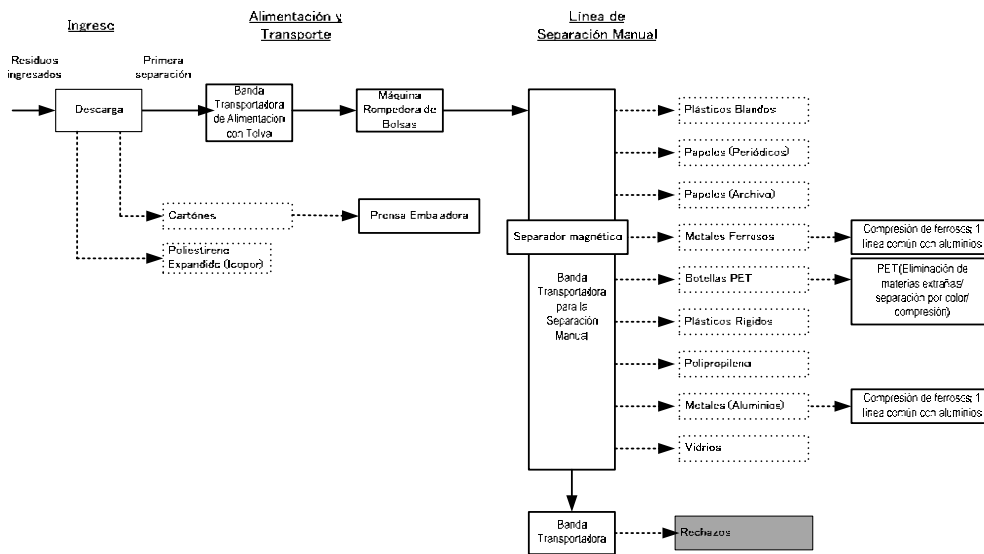 Ingreso
Alimentación y
Transporte
Línea de
Separación Manual
Residuos
ingresados
Primera
separación
Descarga
Banda
Transportadora
de Alimentación
con Tolva
Máquina
Rompedora de
Bolsas
Cartónes
Prensa Embaladora
Poliestireno
Expandido (Icopor)
Separador magnético
Banda
Transportadora
para la
Separación
Manual
Plásticos Blandos
Papeles (Periódicos)
Papeles (Archivo)
Metales Ferrosos
Compresión de ferrosos; 1
línea común con aluminios
Botellas PET
PET(Eliminación de
materias extrañas/
separación por color/
compresión)
Plásticos Rígidos
Polipropileno
Metales (Aluminios)
Compresión de ferrosos; 1
línea común con aluminios
Vidrios
Banda
Transportadora
Rechazos